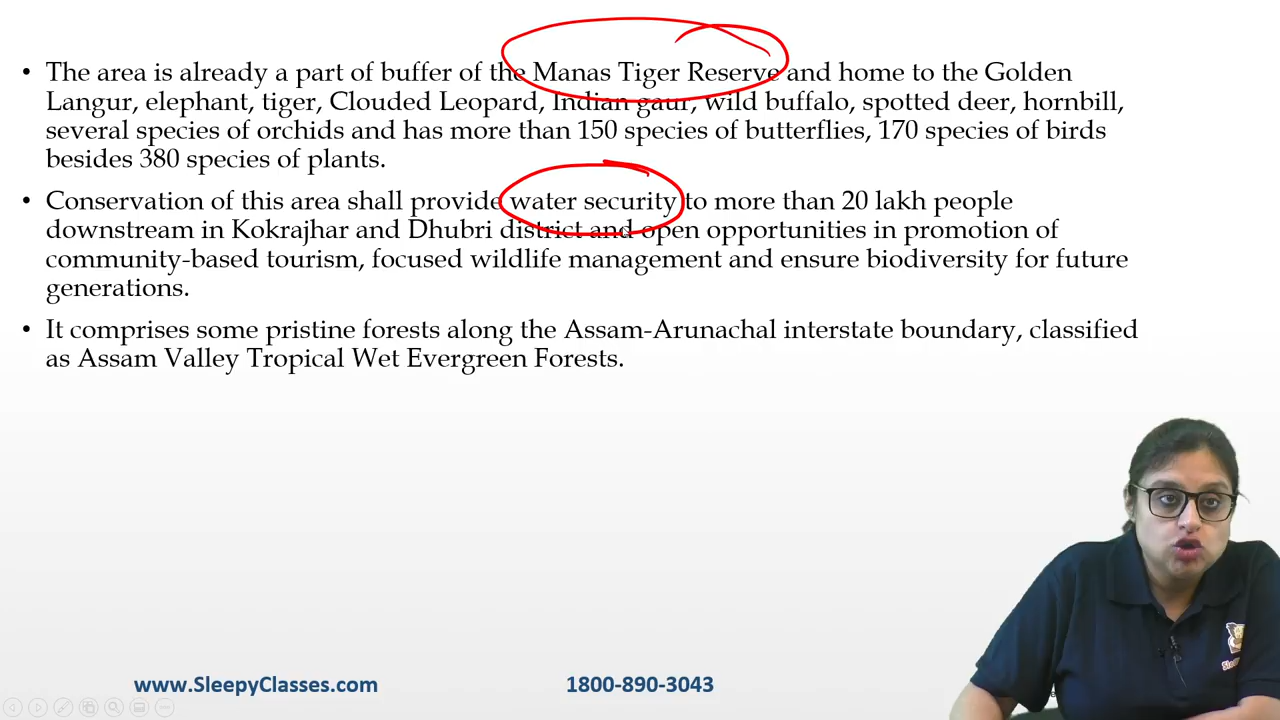 • The area is already a part of buffer of the Manas Tiger Reserve and home to the Golden
Langur, elephant, tiger, Clouded Leopard, Indian gaur, wild buffalo, spotted deer, hornbill,
several species of orchids and has more than 150 species of butterflies, 170 species of birds
besides 380 species of plants.
• Conservation of this area shall provide water security to more than 20 lakh people
downstream in Kokrajhar and Dhubri district and open opportunities in promotion of
community-based tourism, focused wildlife management and ensure biodiversity for future
generations.
• It comprises some pristine forests along the Assam-Arunachal interstate boundary, classified
as Assam Valley Tropical Wet Evergreen Forests.
www.SleepyClasses.com 1800-890-3043